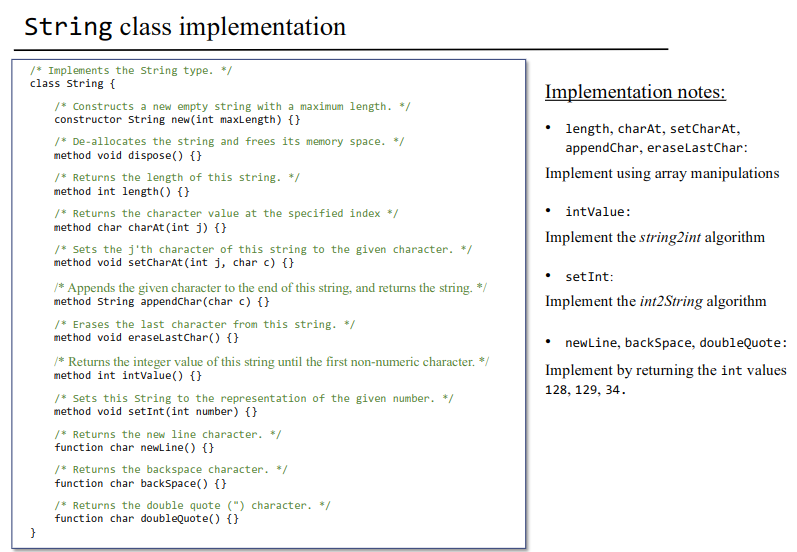 String class implementation
/* Implements the String type. */
class String {
/* Constructs a new empty string with a maximum length. */
constructor String new(int maxLength) {}
/* De-allocates the string and frees its memory space. */
method void dispose() {}
/* Returns the length of this string. */
method int length() {}
/* Returns the character value at the specified index */
method char charAt(int j) {}
/* Sets the j'th character of this string to the given character. */
method void setCharAt(int j, char c) {}
/* Appends the given character to the end of this string, and returns the string. */
method String appendChar(char c) {}
/* Erases the last character from this string. */
method void eraseLastChar() {}
/* Returns the integer value of this string until the first non-numeric character. */
method int intValue() {}
/* Sets this String to the representation of the given number. */
method void setInt(int number) {}
/* Returns the new line character. */
function char newLine() {}
/* Returns the backspace character. */
function char backSpace() {}
/* Returns the double quote (") character. */
function char doubleQuote() {}
}
Implementation notes:
• length, charAt, setCharAt,
appendChar, eraseLastChar:
Implement using array manipulations
• intValue:
Implement the string2int algorithm
• setInt:
Implement the int2String algorithm
• newLine, backSpace, doubleQuote:
Implement by returning the int values
128, 129, 34.